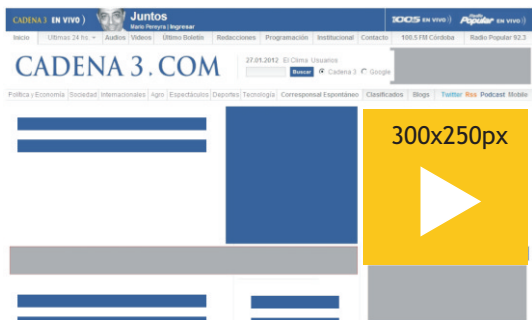 CADENA 3 EN VIVO )
Juntos
Mario Pereyra | Ingresar
100.5 EN VIVO ))
Radio Popular EN VIVO ))
Inicio Ultimas 24 hs. Audios Videos Último Boletín Redacciones Programación Institucional Contacto 100.5 FM Córdoba Radio Popular 92.3
CADENA 3.COM
27.01.2012 El Clima Usuarios
Buscar Cadena 3 Google
Política y Economía Sociedad Internacionales Agro Espectáculos Deportes Tecnología Corresponsal Espontáneo Clasificados Blogs Twitter Rss Podcast Mobile
300x250px